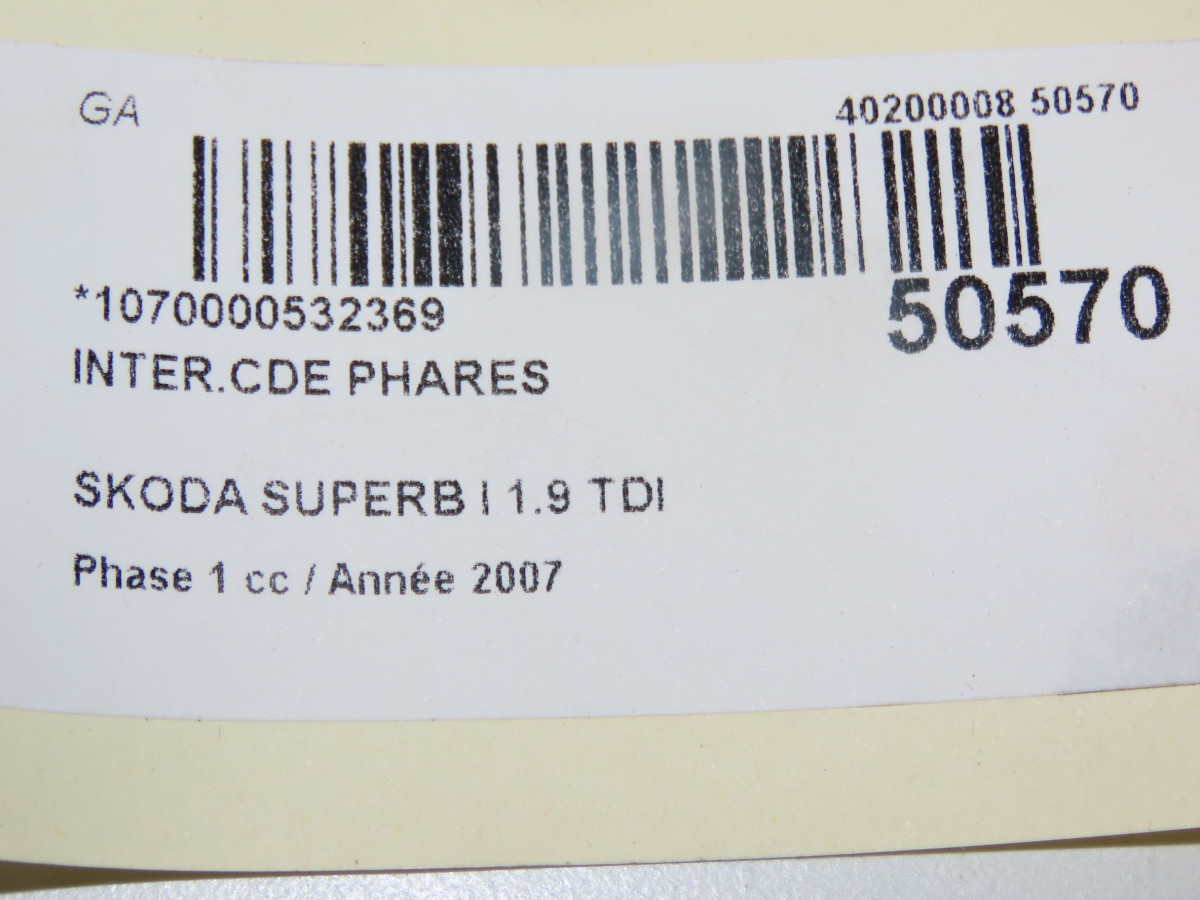 GA
40200008 50570
*1070000532369
50570
INTER.CDE PHARES
SKODA SUPERB I 1.9 TDI
Phase 1 cc / Année 2007